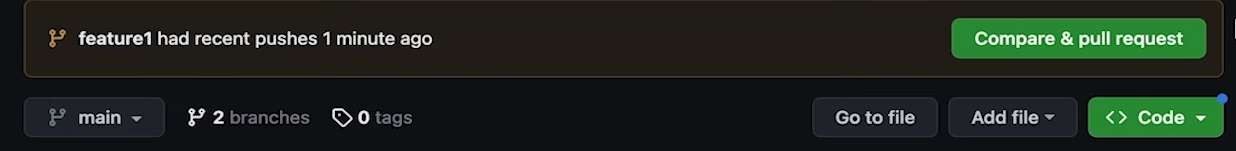 feature1 had recent pushes 1 minute ago Compare & pull request
main 2 branches 0 tags Go to file Add file <> Code